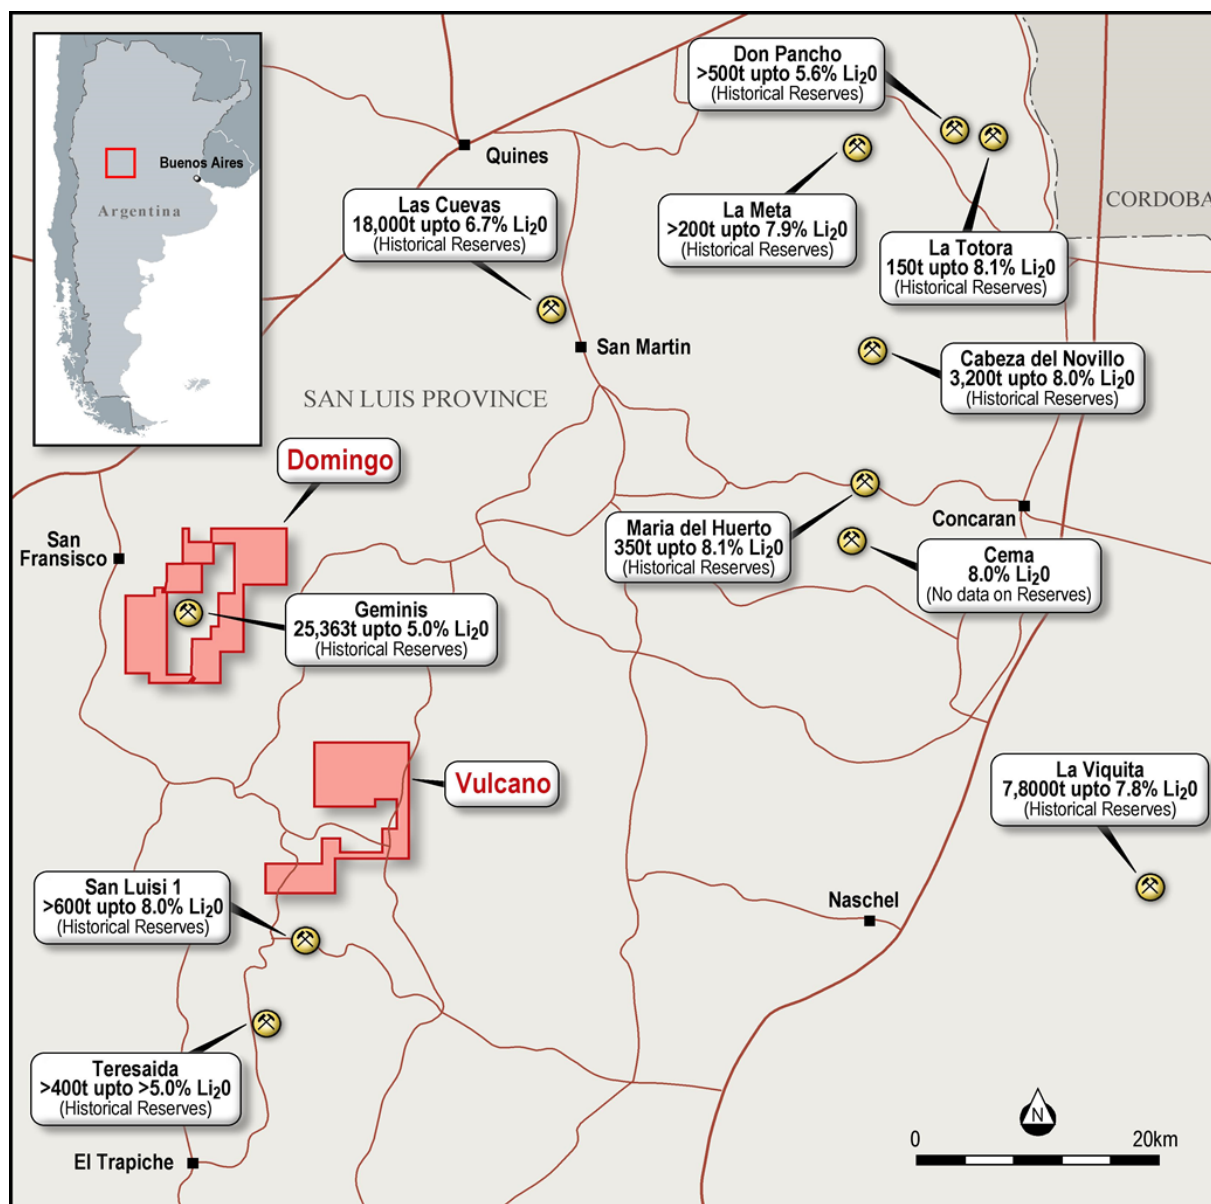 Buenos Aires
Argentina
Don Pancho
>500t upto 5.6% Li₂0
(Historical Reserves)
Quines
CORDOBA
Las Cuevas
18,000t upto 6.7% Li₂0
(Historical Reserves)
La Meta
>200t upto 7.9% Li₂0
(Historical Reserves)
La Totora
150t upto 8.1% Li₂0
(Historical Reserves)
San Martin
Cabeza del Novillo
3,200t upto 8.0% Li₂0
(Historical Reserves)
SAN LUIS PROVINCE
Domingo
San
Fransisco
Maria del Huerto
350t upto 8.1% Li₂0
(Historical Reserves)
Concaran
Cema
8.0% Li₂0
(No data on Reserves)
Geminis
25,363t upto 5.0% Li₂0
(Historical Reserves)
Vulcano
La Viquita
7,8000t upto 7.8% Li₂0
(Historical Reserves)
San Luisi 1
>600t upto 8.0% Li₂0
(Historical Reserves)
Naschel
Teresaida
>400t upto >5.0% Li₂0
(Historical Reserves)
El Trapiche
N
0 20km